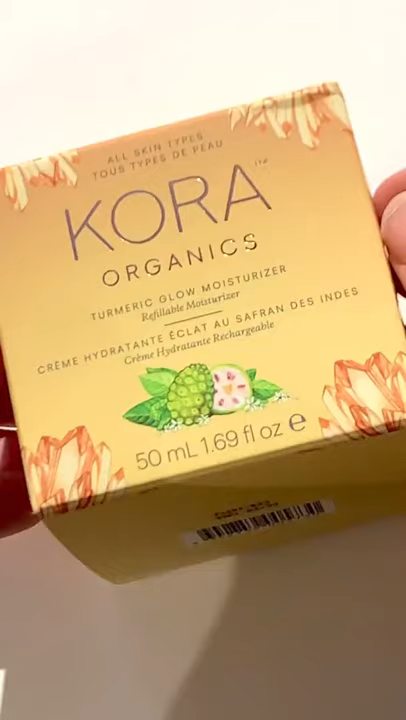 ALL SKIN TYPES
TOUS TYPES DE PEAU
KORA™
ORGANICS
TURMERIC GLOW MOISTURIZER
Refillable Moisturizer
CRÈME HYDRATANTE ÉCLAT AU SAFRAN DES INDES
Crème Hydratante Rechargeable
50 mL 1.69 fl oz ℮